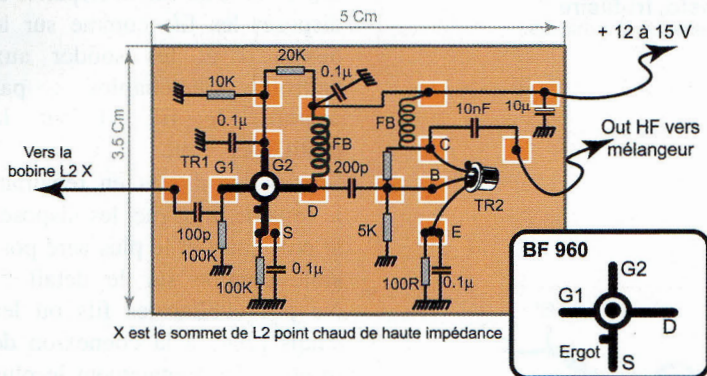 5 Cm
+ 12 à 15 V
20K
0.1µ
10K
10µ
0.1µ
FB
FB
10nF
3.5 Cm
Out HF vers
mélangeur
Vers la
bobine L2 X
TR1
G1
G2
C
200p
B
D
TR2
100p
S
5K
E
100K
100K
0.1µ
100R
0.1µ
X est le sommet de L2 point chaud de haute impédance
BF 960
G2
G1
D
Ergot
S